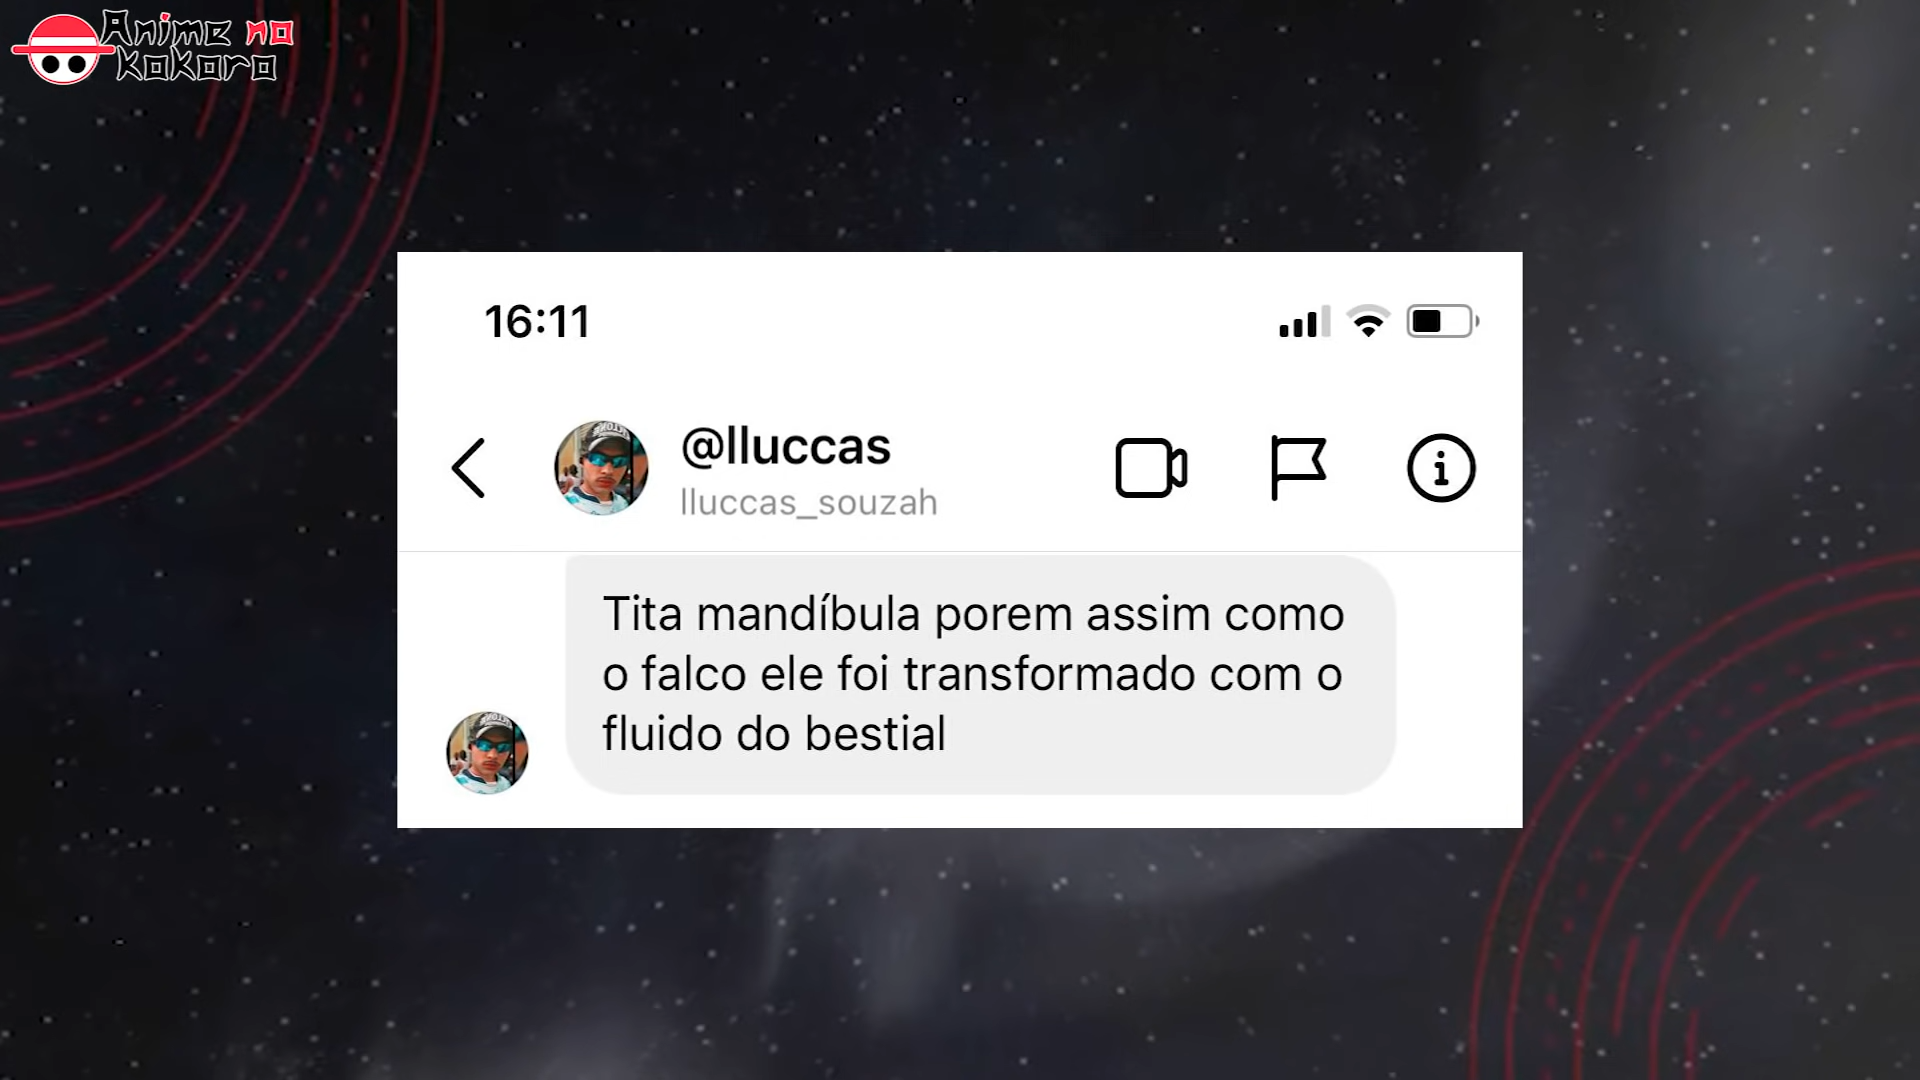 Anime no
kokoro
16:11
@lluccas
lluccas_souzah
Tita mandíbula porem assim como
o falco ele foi transformado com o
fluido do bestial